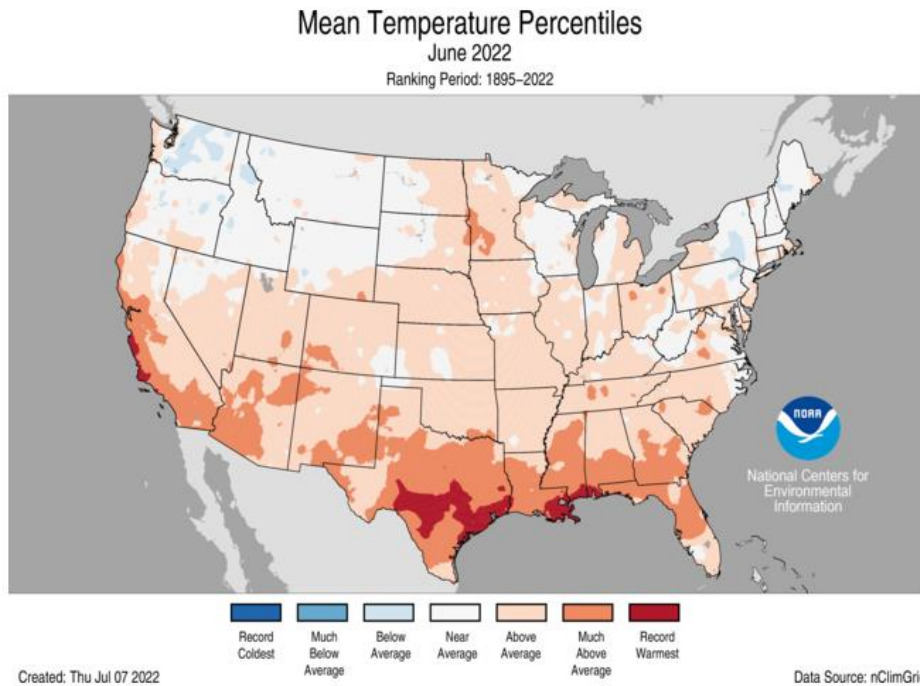 Mean Temperature Percentiles
June 2022
Ranking Period: 1895–2022
NOAA
National Centers for
Environmental
Information
Record
Coldest
Much
Below
Average
Below
Average
Near
Average
Above
Average
Much
Above
Average
Record
Warmest
Created: Thu Jul 07 2022
Data Source: nClimGri